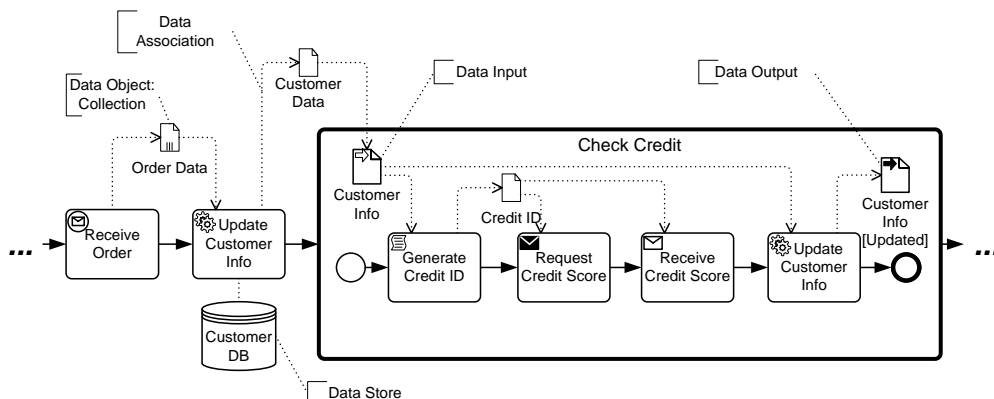 Data
Association
Data Object:
Collection
Order Data
Customer
Data
Data Input
Data Output
Check Credit
Customer
Info
Credit ID
Customer
Info
[Updated]
...
Receive
Order
Update
Customer
Info
Generate
Credit ID
Request
Credit Score
Receive
Credit Score
Update
Customer
Info
...
Customer
DB
Data Store